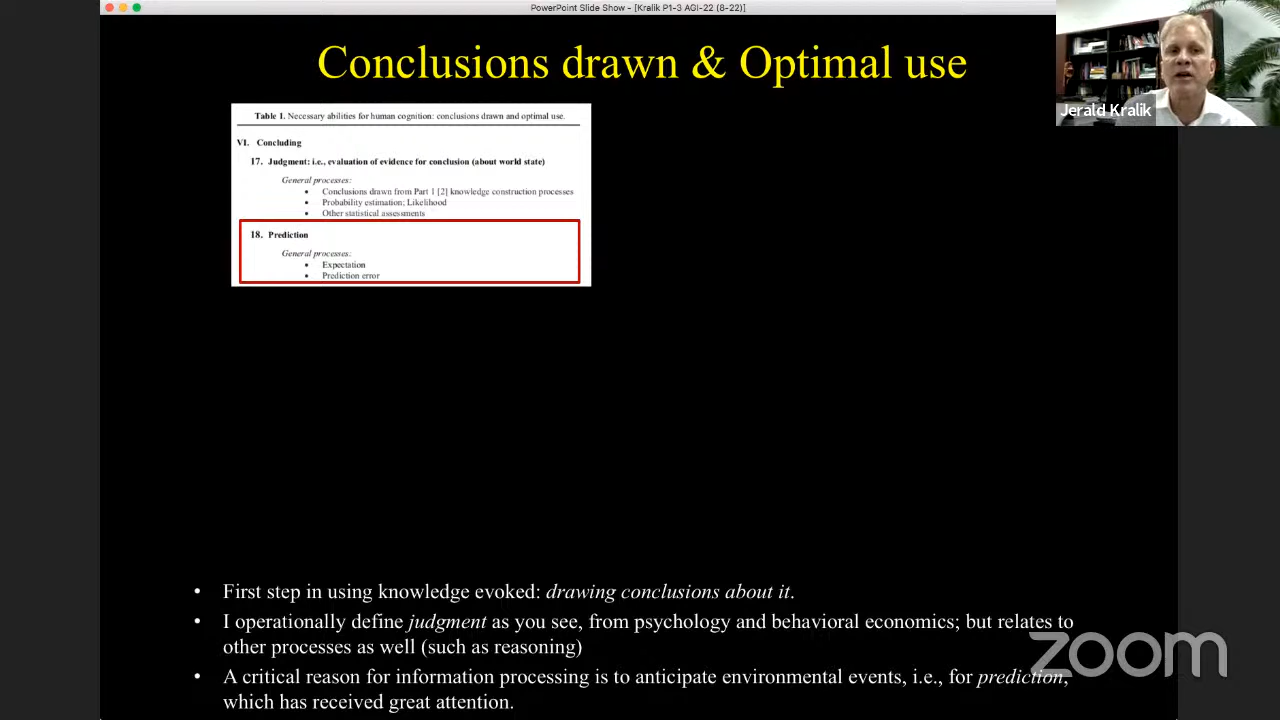 PowerPoint Slide Show - [Kralik P1-3 AGI-22 (8-22)]
Conclusions drawn & Optimal use
Jerald Kralik
Table 1. Necessary abilities for human cognition: conclusions drawn and optimal use.
VI. Concluding
17. Judgment: i.e., evaluation of evidence for conclusion (about world state)
General processes:
• Conclusions drawn from Part 1 [2] knowledge construction processes
• Probability estimation; Likelihood
• Other statistical assessments
18. Prediction
General processes:
• Expectation
• Prediction error
• First step in using knowledge evoked: drawing conclusions about it.
• I operationally define judgment as you see, from psychology and behavioral economics; but relates to
other processes as well (such as reasoning)
• A critical reason for information processing is to anticipate environmental events, i.e., for prediction,
which has received great attention.
zoom